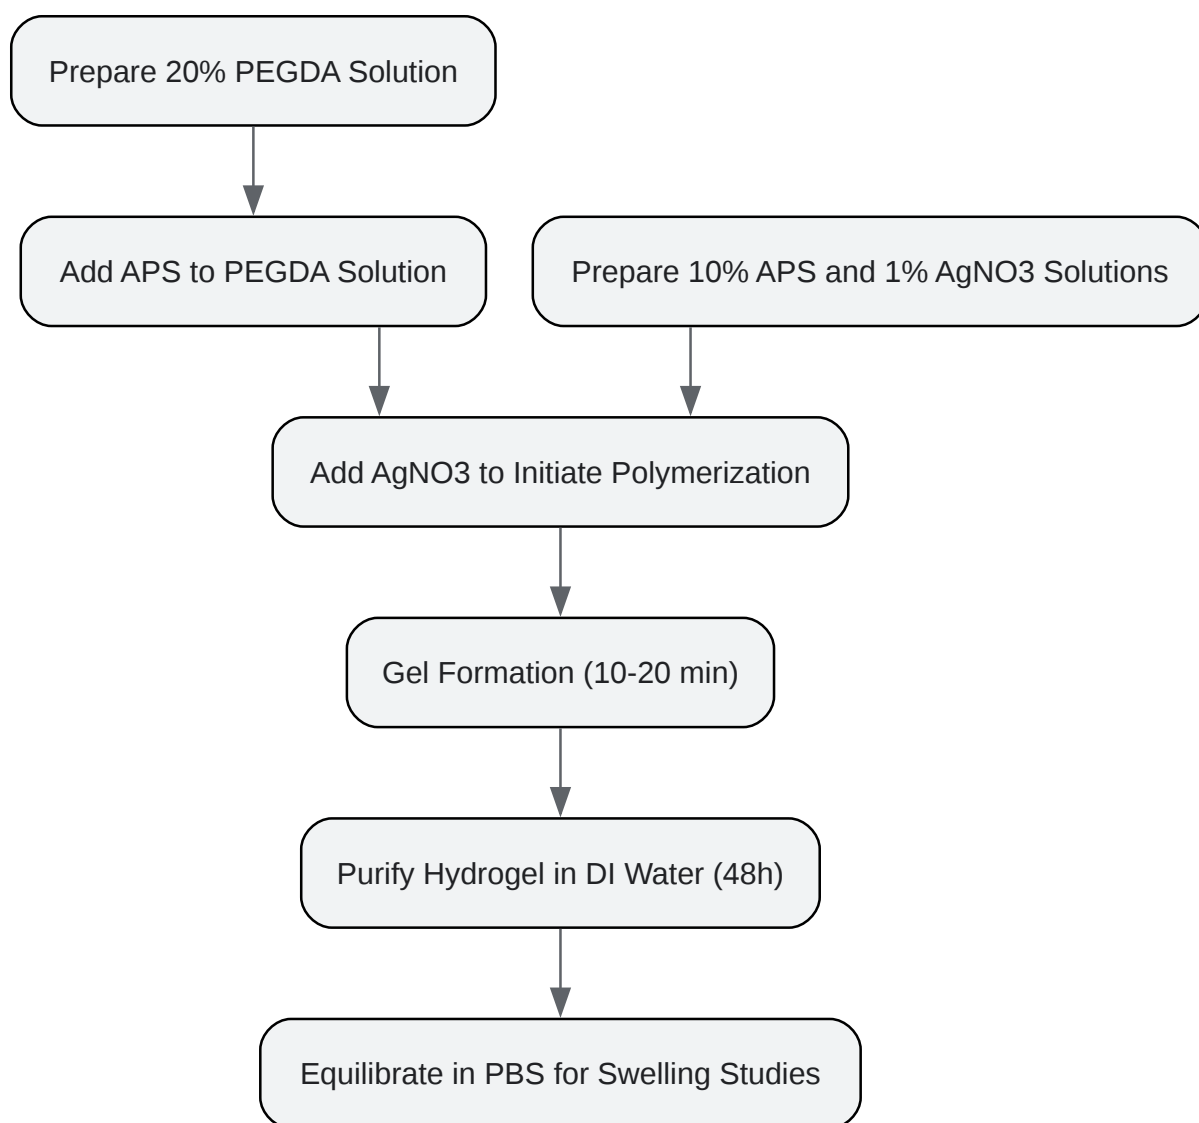 Prepare 20% PEGDA Solution
Add APS to PEGDA Solution
Prepare 10% APS and 1% AgNO3 Solutions
Add AgNO3 to Initiate Polymerization
Gel Formation (10-20 min)
Purify Hydrogel in DI Water (48h)
Equilibrate in PBS for Swelling Studies